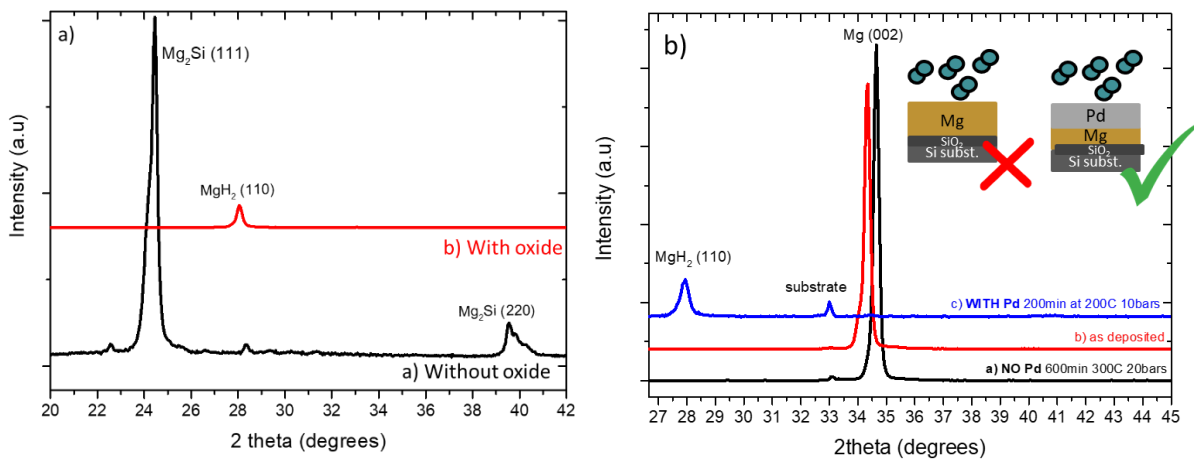 a)
Mg₂Si (111)
MgH₂ (110)
b) With oxide
Mg₂Si (220)
a) Without oxide
Intensity (a.u)
20 22 24 26 28 30 32 34 36 38 40 42
2 theta (degrees)
b)
Mg (002)
Mg
SiO₂
Si subst.
Pd
Mg
SiO₂
Si subst.
MgH₂ (110)
substrate
c) WITH Pd 200min at 200C 10bars
b) as deposited
a) NO Pd 600min 300C 20bars
Intensity (a.u)
27 28 29 30 31 32 33 34 35 36 37 38 39 40 41 42 43 44 45
2theta (degrees)